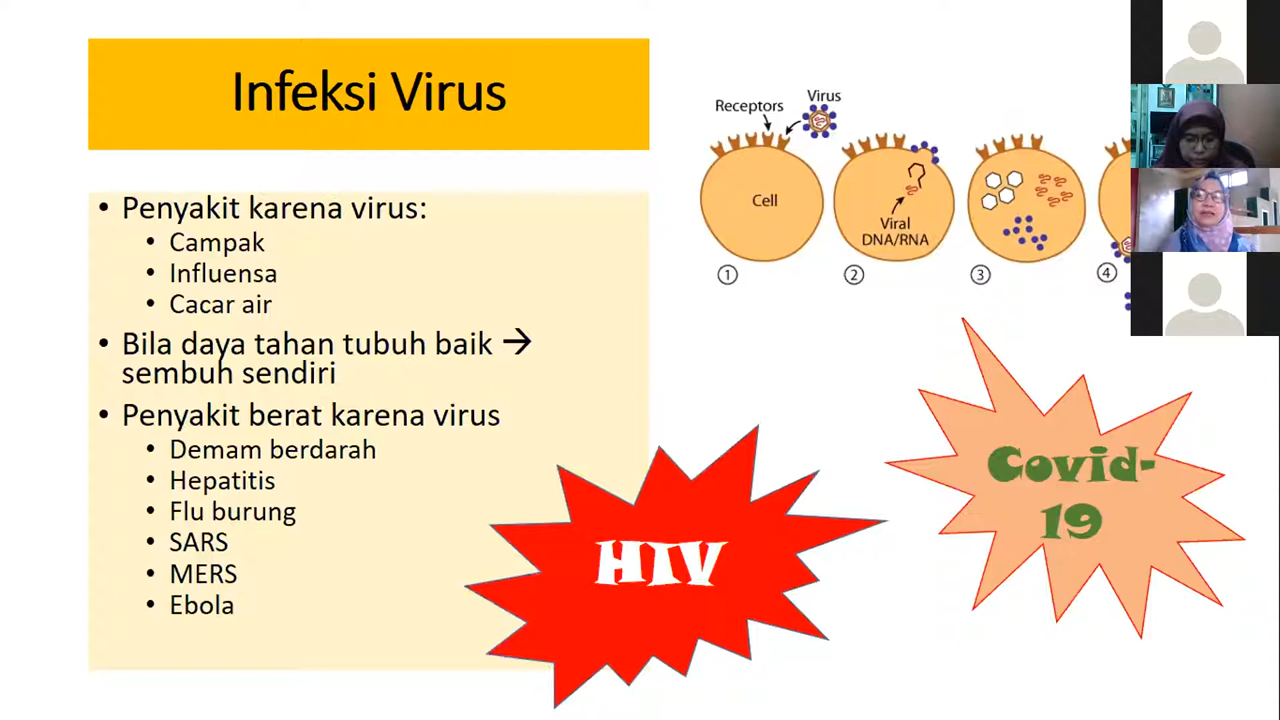 Infeksi Virus
• Penyakit karena virus:
• Campak
• Influensa
• Cacar air
• Bila daya tahan tubuh baik →
sembuh sendiri
• Penyakit berat karena virus
• Demam berdarah
• Hepatitis
• Flu burung
• SARS
• MERS
• Ebola
Receptors
Virus
Cell
Viral
DNA/RNA
①
②
③
④
HIV
Covid-
19